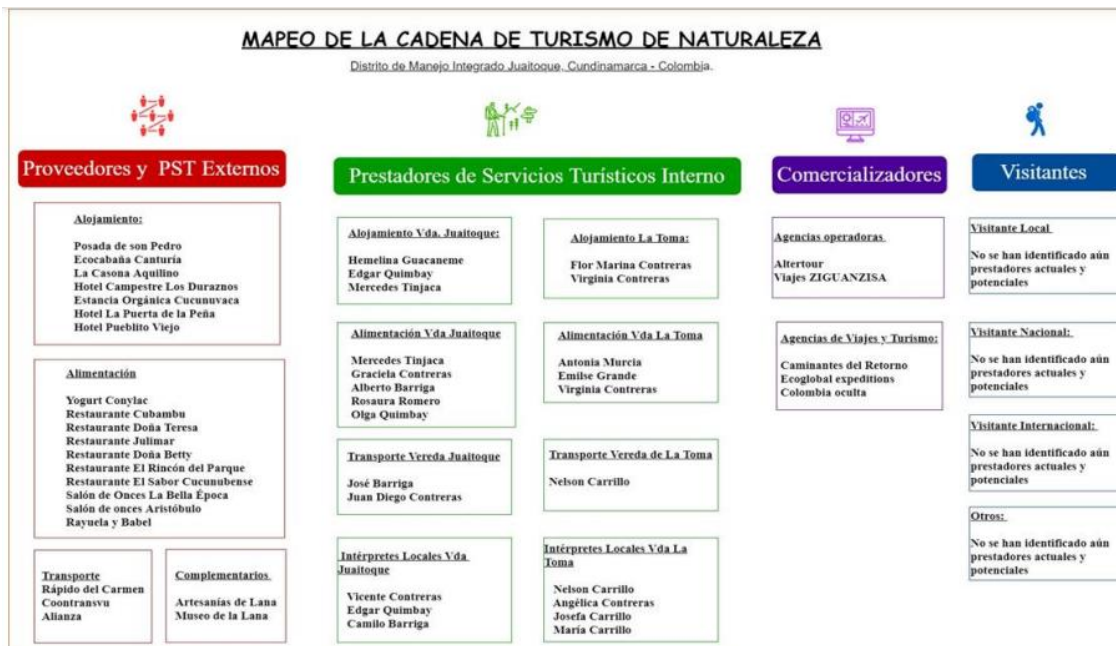 MAPEO DE LA CADENA DE TURISMO DE NATURALEZA
Distrito de Manejo Integrado Juaitoque, Cundinamarca - Colombia.
Proveedores y PST Externos
Alojamiento:
Posada de son Pedro
Ecocabaña Canturía
La Casona Aquilino
Hotel Campestre Los Duraznos
Estancia Orgánica Cucunuvaca
Hotel La Puerta de la Peña
Hotel Pueblito Viejo
Alimentación
Yogurt Conylac
Restaurante Cubambu
Restaurante Doña Teresa
Restaurante Julimar
Restaurante Doña Betty
Restaurante El Rincón del Parque
Restaurante El Sabor Cucunubense
Salón de Onces La Bella Época
Salón de onces Aristóbulo
Rayuela y Babel
Transporte
Rápido del Carmen
Coontransvu
Alianza
Complementarios
Artesanías de Lana
Museo de la Lana
Prestadores de Servicios Turísticos Interno
Alojamiento Vda. Juaitoque:
Hemelina Guacaneme
Edgar Quimbay
Mercedes Tinjaca
Alojamiento La Toma:
Flor Marina Contreras
Virginia Contreras
Alimentación Vda Juaitoque
Mercedes Tinjaca
Graciela Contreras
Alberto Barriga
Rosaura Romero
Olga Quimbay
Alimentación Vda La Toma
Antonia Murcia
Emilse Grande
Virginia Contreras
Transporte Vereda Juaitoque
José Barriga
Juan Diego Contreras
Transporte Vereda de La Toma
Nelson Carrillo
Intérpretes Locales Vda
Juaitoque
Vicente Contreras
Edgar Quimbay
Camilo Barriga
Intérpretes Locales Vda La
Toma
Nelson Carrillo
Angélica Contreras
Josefa Carrillo
María Carrillo
Comercializadores
Agencias operadoras
Altertour
Viajes ZIGUANZISA
Agencias de Viajes y Turismo:
Caminantes del Retorno
Ecoglobal expeditions
Colombia oculta
Visitantes
Visitante Local
No se han identificado aún
prestadores actuales y
potenciales
Visitante Nacional:
No se han identificado aún
prestadores actuales y
potenciales
Visitante Internacional:
No se han identificado aún
prestadores actuales y
potenciales
Otros:
No se han identificado aún
prestadores actuales y
potenciales